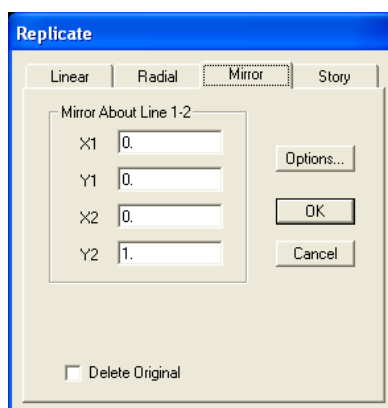 Replicate
Linear Radial Mirror Story
Mirror About Line 1-2
X1 0.
Y1 0.
X2 0.
Y2 1.
Options...
OK
Cancel
Delete Original